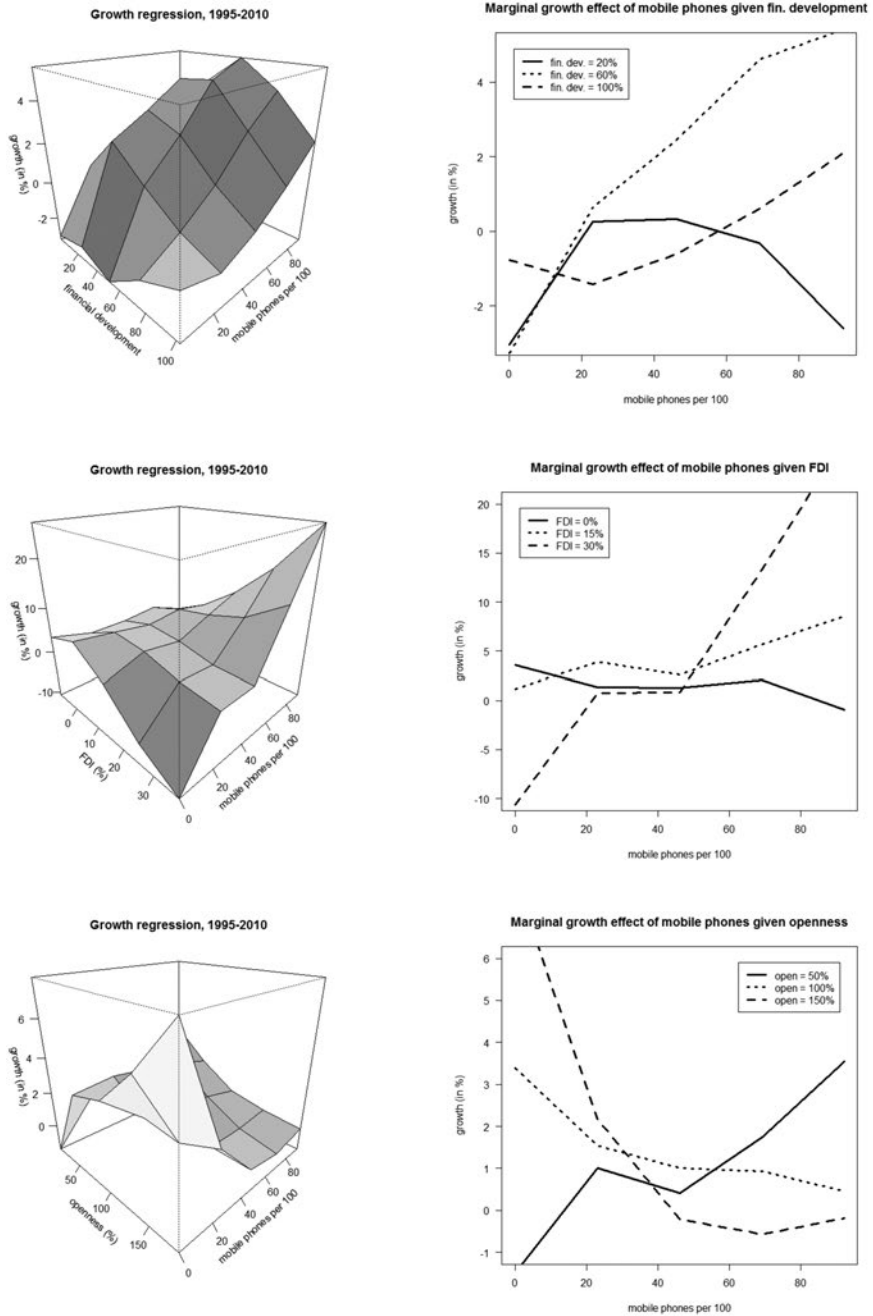 Growth regression, 1995-2010
growth (in %)
4
2
0
-2
20
40
60
80
100
financial development
20
40
60
80
mobile phones per 100
Marginal growth effect of mobile phones given fin. development
fin. dev. = 20%
fin. dev. = 60%
fin. dev. = 100%
growth (in %)
4
2
0
-2
0 20 40 60 80
mobile phones per 100
Growth regression, 1995-2010
growth (in %)
20
10
0
-10
0
10
20
30
FDI (%)
0
20
40
60
80
mobile phones per 100
Marginal growth effect of mobile phones given FDI
FDI = 0%
FDI = 15%
FDI = 30%
growth (in %)
20
15
10
5
0
-5
-10
0 20 40 60 80
mobile phones per 100
Growth regression, 1995-2010
growth (in %)
6
4
2
0
50
100
150
openness (%)
0
20
40
60
80
mobile phones per 100
Marginal growth effect of mobile phones given openness
open = 50%
open = 100%
open = 150%
growth (in %)
6
5
4
3
2
1
0
-1
0 20 40 60 80
mobile phones per 100